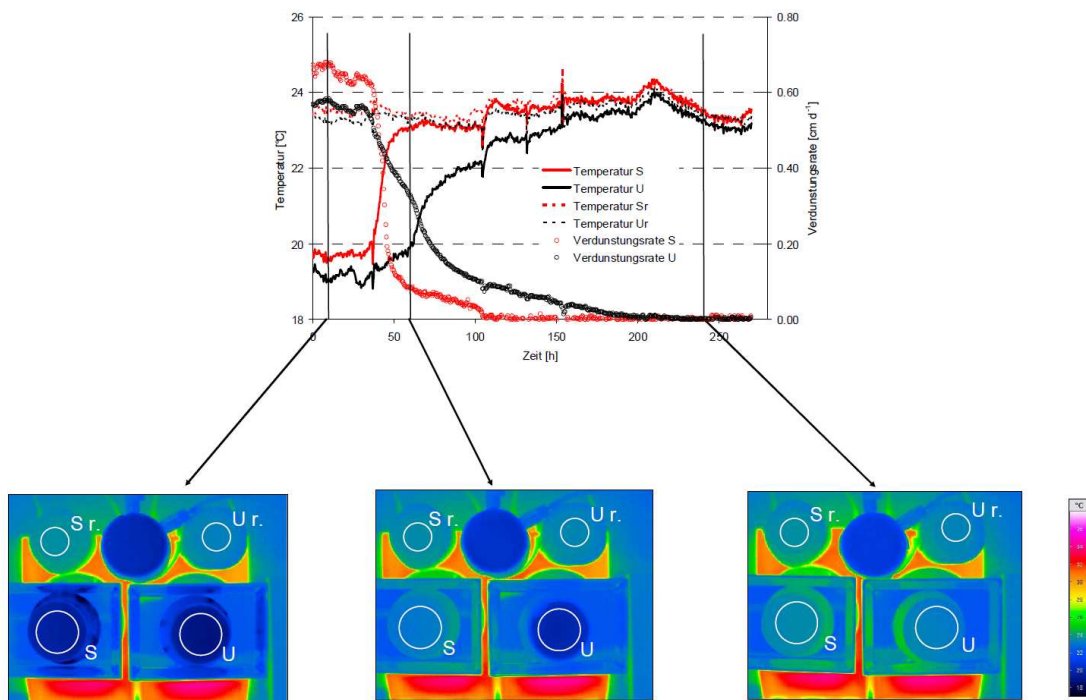 26
24
22
20
18
Temperatur [°C]
0.80
0.60
0.40
0.20
0.00
Verdunstungsrate [cm d⁻¹]
Temperatur S
Temperatur U
Temperatur Sr
Temperatur Ur
Verdunstungsrate S
Verdunstungsrate U
0
50
100
150
200
250
Zeit [h]
S r.
U r.
S
U
S r.
U r.
S
U
S r.
U r.
S
U
°C